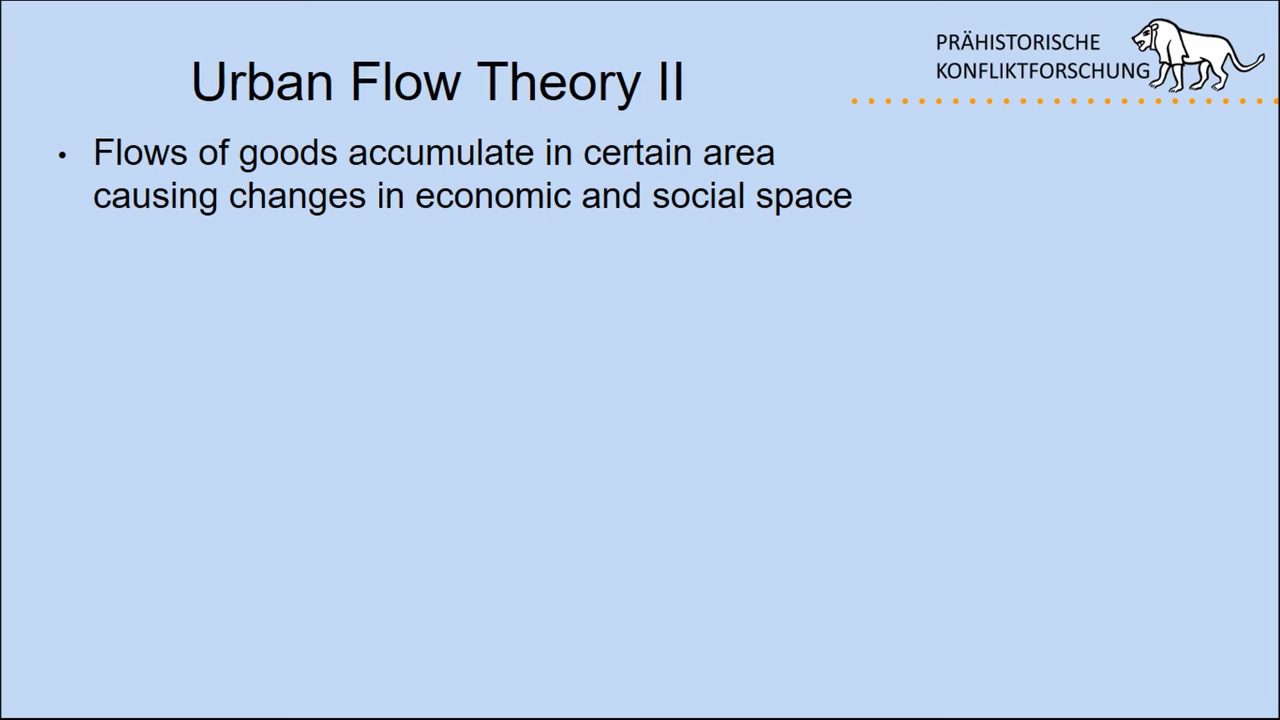 PRÄHISTORISCHE
KONFLIKTFORSCHUNG
Urban Flow Theory II
• Flows of goods accumulate in certain area
causing changes in economic and social space